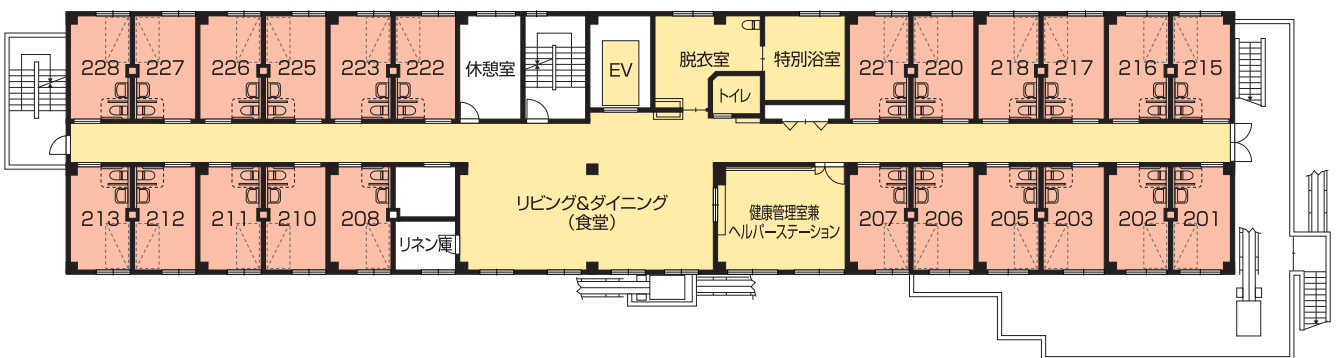 228
227
226
225
223
222
休憩室
EV
脱衣室
トイレ
特別浴室
221
220
218
217
216
215
213
212
211
210
208
リネン庫
リビング&ダイニング
(食堂)
健康管理室兼
ヘルパーステーション
207
206
205
203
202
201